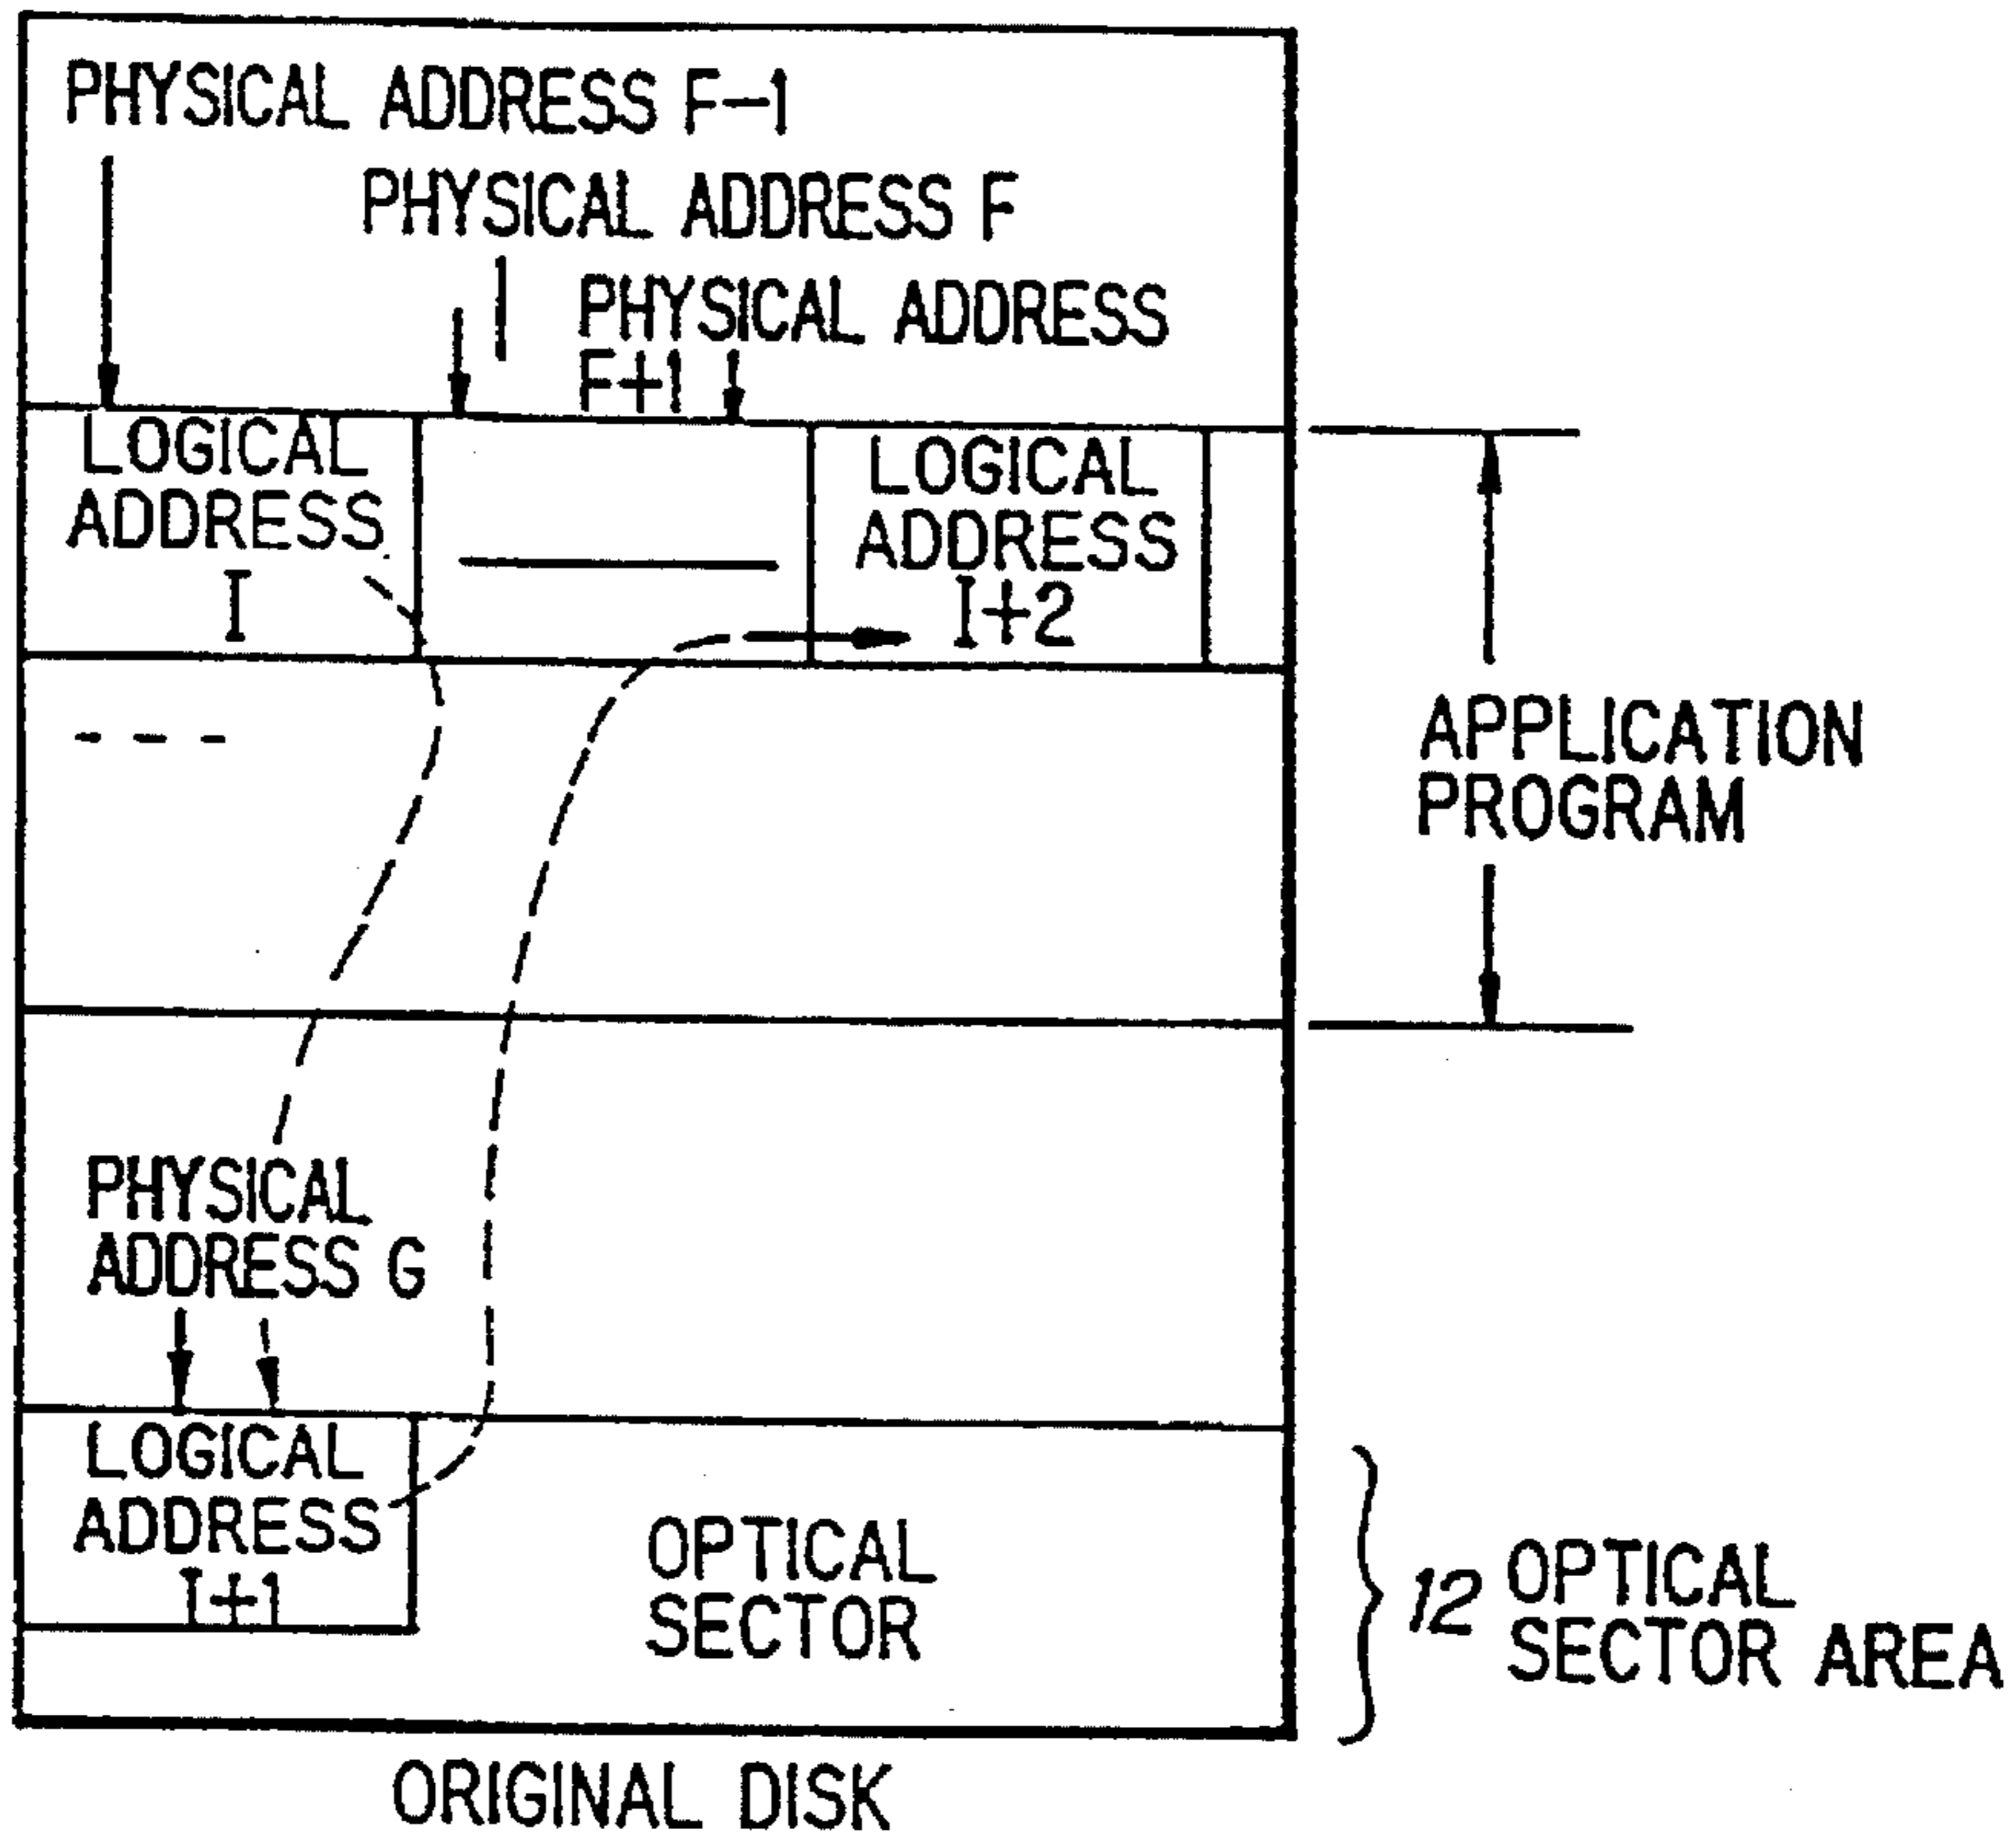 PHYSICAL ADDRESS F-1
PHYSICAL ADDRESS F
PHYSICAL ADDRESS
F+1
LOGICAL
ADDRESS
I
LOGICAL
ADDRESS
I+2
APPLICATION
PROGRAM
PHYSICAL
ADDRESS G
LOGICAL
ADDRESS
I+1
OPTICAL
SECTOR
12 OPTICAL
SECTOR AREA
ORIGINAL DISK